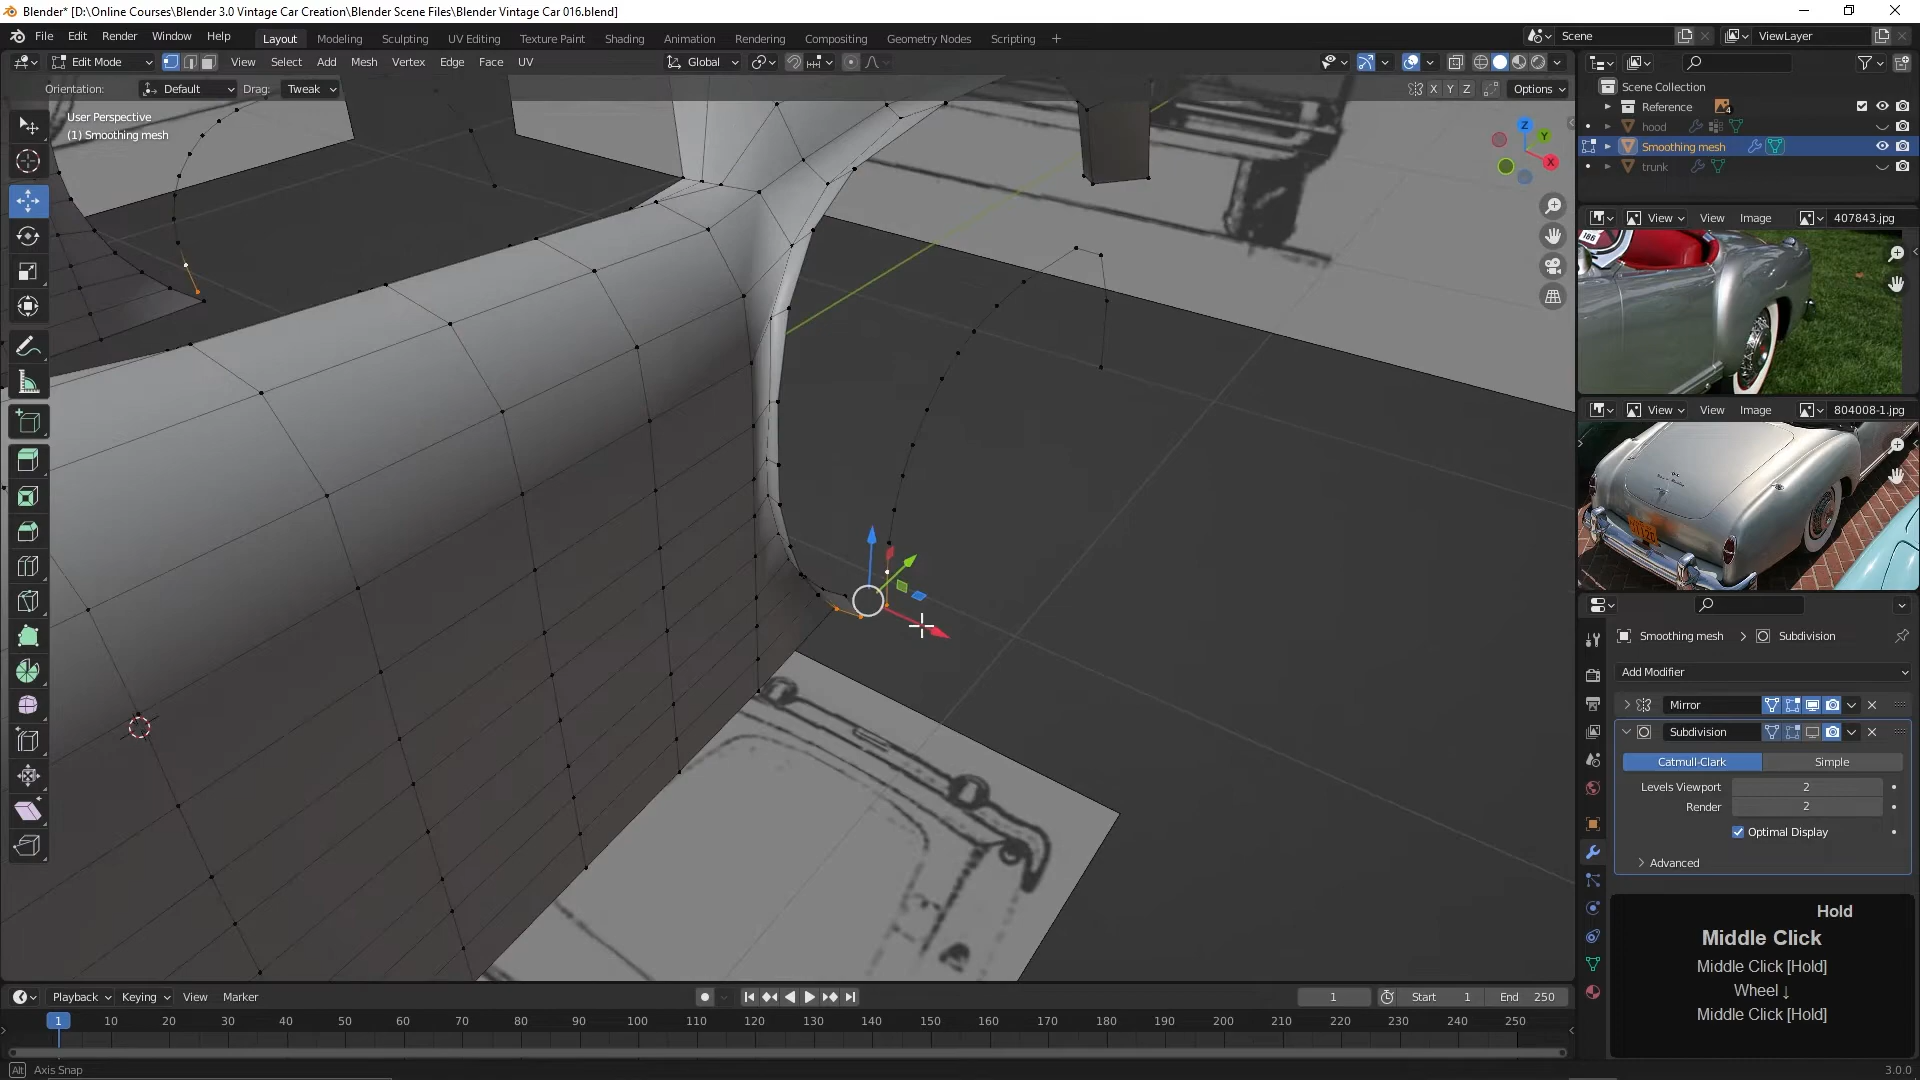 Blender* [D:\Online Courses\Blender 3.0 Vintage Car Creation\Blender Scene Files\Blender Vintage Car 016.blend]
File Edit Render Window Help Layout Modeling Sculpting UV Editing Texture Paint Shading Animation Rendering Compositing Geometry Nodes Scripting + Scene ViewLayer
Edit Mode View Select Add Mesh Vertex Edge Face UV Global
Orientation: Default Drag: Tweak X Y Z Options
Scene Collection
Reference
hood
Smoothing mesh
trunk
User Perspective
(1) Smoothing mesh
Z
Y
X
View View Image 407843.jpg
186
View View Image 804008-1.jpg
Smoothing mesh > Subdivision
Add Modifier
Mirror
Subdivision
Catmull-Clark Simple
Levels Viewport 2
Render 2
Optimal Display
Advanced
Hold
Middle Click
Middle Click [Hold]
Wheel ↓
Middle Click [Hold]
Playback Keying View Marker 1 Start 1 End 250
1 10 20 30 40 50 60 70 80 90 100 110 120 130 140 150 160 170 180 190 200 210 220 230 240 250
Alt Axis Snap 3.0.0